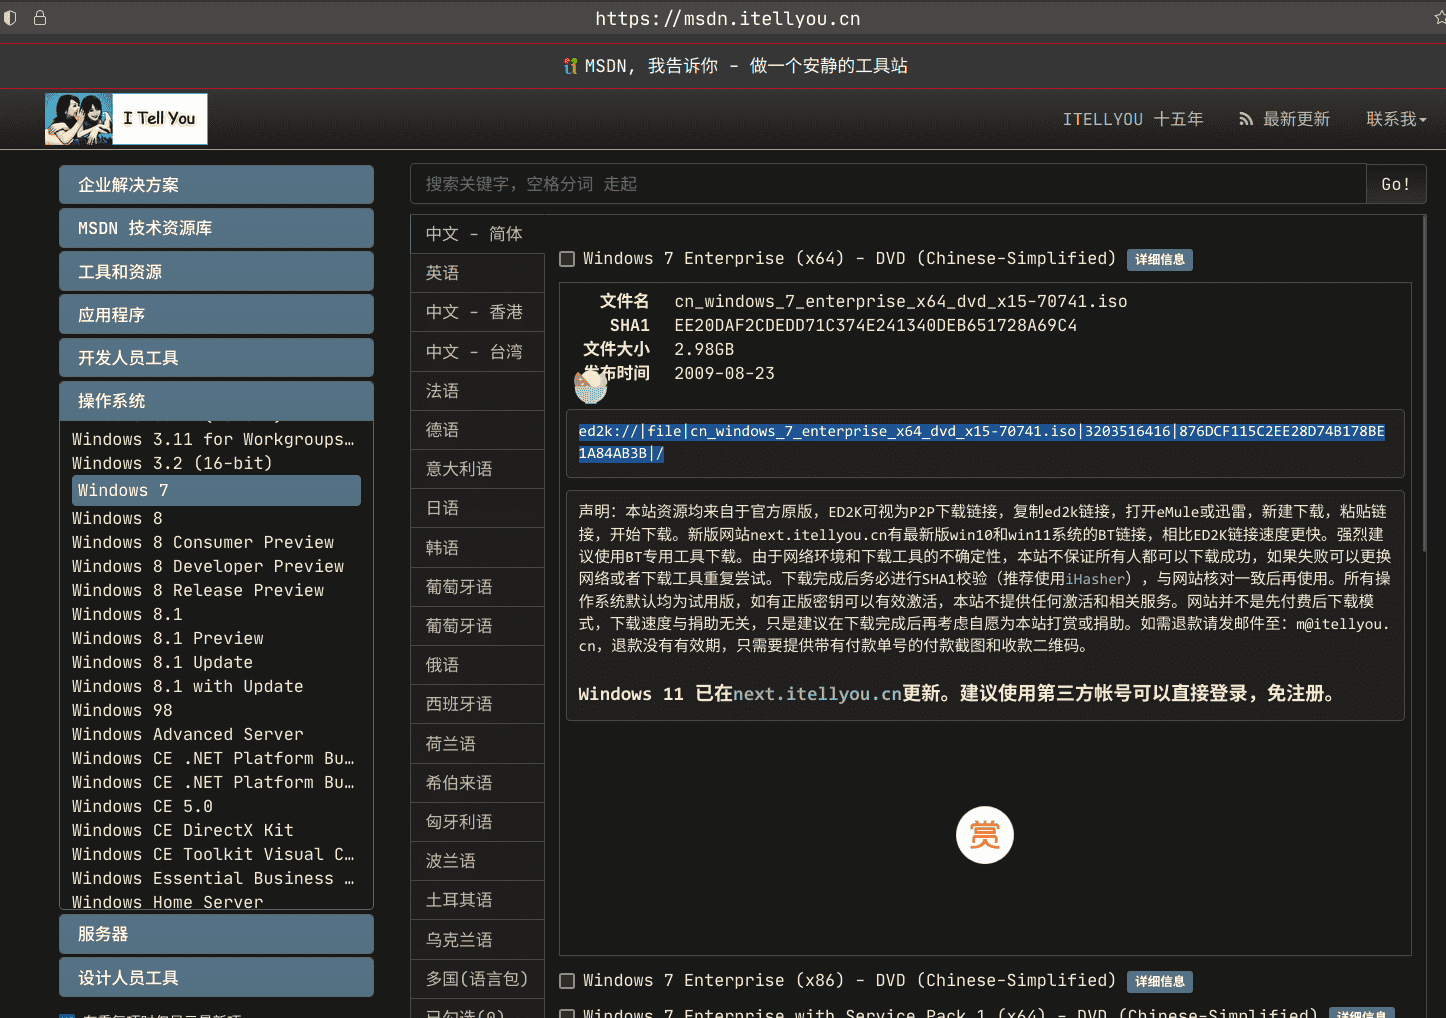 https://msdn.itellyou.cn
MSDN, 我告诉你 - 做一个安静的工具站
I Tell You
ITELLYOU 十五年
最新更新
联系我
企业解决方案
MSDN 技术资源库
工具和资源
应用程序
开发人员工具
操作系统
Windows 3.11 for Workgroups…
Windows 3.2 (16-bit)
Windows 7
Windows 8
Windows 8 Consumer Preview
Windows 8 Developer Preview
Windows 8 Release Preview
Windows 8.1
Windows 8.1 Preview
Windows 8.1 Update
Windows 8.1 with Update
Windows 98
Windows Advanced Server
Windows CE .NET Platform Bu…
Windows CE .NET Platform Bu…
Windows CE 5.0
Windows CE DirectX Kit
Windows CE Toolkit Visual C…
Windows Essential Business …
Windows Home Server
服务器
设计人员工具
搜索关键字，空格分词 走起
Go!
中文 - 简体
英语
中文 - 香港
中文 - 台湾
法语
德语
意大利语
日语
韩语
葡萄牙语
葡萄牙语
俄语
西班牙语
荷兰语
希伯来语
匈牙利语
波兰语
土耳其语
乌克兰语
多国(语言包)
已勾选(0)
Windows 7 Enterprise (x64) - DVD (Chinese-Simplified) 详细信息
文件名 cn_windows_7_enterprise_x64_dvd_x15-70741.iso
SHA1 EE20DAF2CDEDD71C374E241340DEB651728A69C4
文件大小 2.98GB
发布时间 2009-08-23
ed2k://|file|cn_windows_7_enterprise_x64_dvd_x15-70741.iso|3203516416|876DCF115C2EE28D74B178BE
1A84AB3B|/
声明：本站资源均来自于官方原版，ED2K可视为P2P下载链接，复制ed2k链接，打开eMule或迅雷，新建下载，粘贴链
接，开始下载。新版网站next.itellyou.cn有最新版win10和win11系统的BT链接，相比ED2K链接速度更快。强烈建
议使用BT专用工具下载。由于网络环境和下载工具的不确定性，本站不保证所有人都可以下载成功，如果失败可以更换
网络或者下载工具重复尝试。下载完成后务必进行SHA1校验（推荐使用iHasher），与网站核对一致后再使用。所有操
作系统默认均为试用版，如有正版密钥可以有效激活，本站不提供任何激活和相关服务。网站并不是先付费后下载模
式，下载速度与捐助无关，只是建议在下载完成后再考虑自愿为本站打赏或捐助。如需退款请发邮件至：m@itellyou.
cn，退款没有有效期，只需要提供带有付款单号的付款截图和收款二维码。
Windows 11 已在next.itellyou.cn更新。建议使用第三方帐号可以直接登录，免注册。
赏
Windows 7 Enterprise (x86) - DVD (Chinese-Simplified) 详细信息
Windows 7 Enterprise with Service Pack 1 (x64) - DVD (Chinese-Simplified) 详细信息